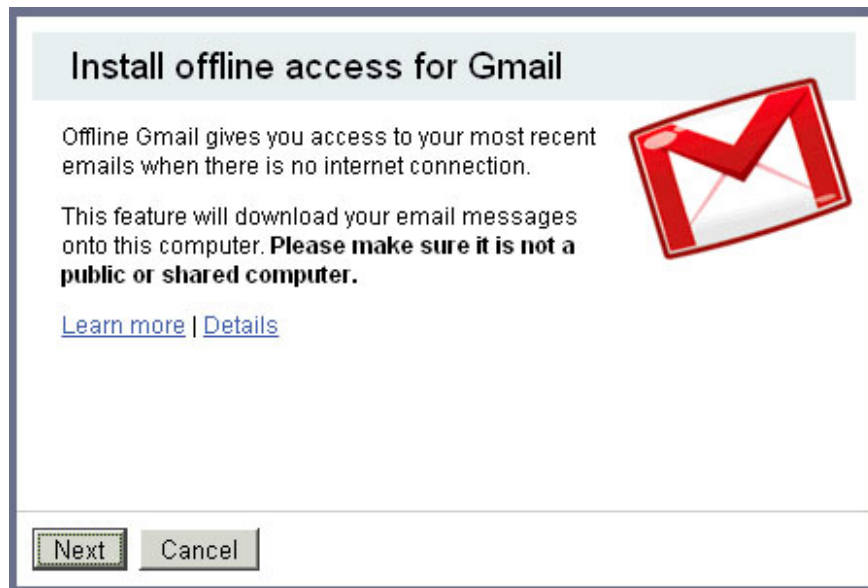 Install offline access for Gmail
Offline Gmail gives you access to your most recent
emails when there is no internet connection.
This feature will download your email messages
onto this computer. Please make sure it is not a
public or shared computer.
Learn more | Details
Next Cancel